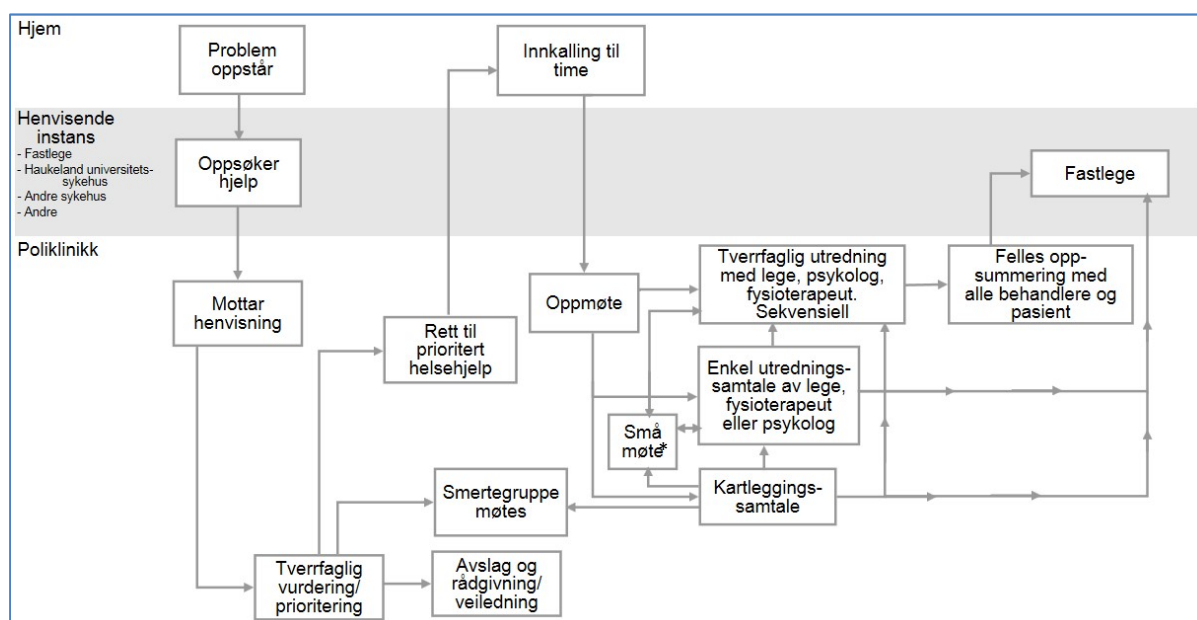 Hjem
Problem
oppstår
Innkalling til
time
Henvisende
instans
- Fastlege
- Haukeland universitets-
sykehus
- Andre sykehus
- Andre
Oppsøker
hjelp
Fastlege
Poliklinikk
Mottar
henvisning
Rett til
prioritert
helsehjelp
Oppmøte
Tverrfaglig utredning
med lege, psykolog,
fysioterapeut.
Sekvensiell
Felles opp-
summering med
alle behandlere og
pasient
Enkel utrednings-
samtale av lege,
fysioterapeut
eller psykolog
Små
møte*
Kartleggings-
samtale
Smertegruppe
møtes
Tverrfaglig
vurdering/
prioritering
Avslag og
rådgivning/
veiledning